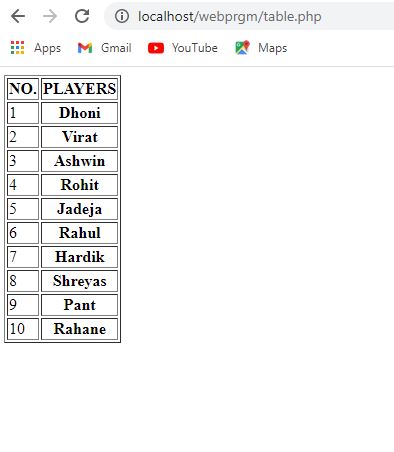 localhost/webprgm/table.php
Apps Gmail YouTube Maps
NO. PLAYERS
1 Dhoni
2 Virat
3 Ashwin
4 Rohit
5 Jadeja
6 Rahul
7 Hardik
8 Shreyas
9 Pant
10 Rahane